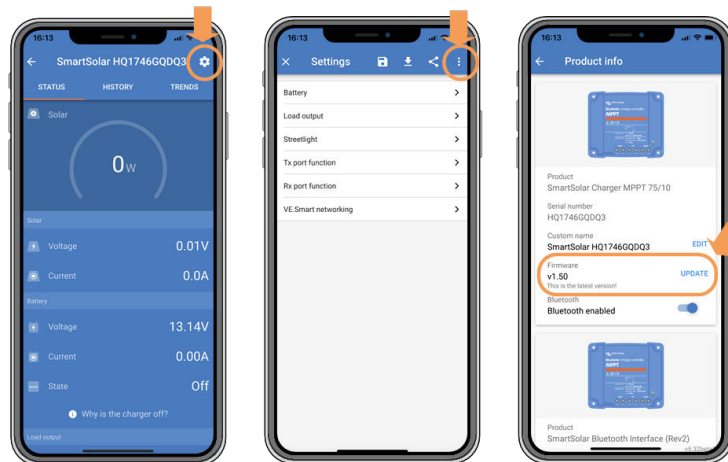 16:13
SmartSolar HQ1746GQDQ3
STATUS HISTORY TRENDS
Solar
0W
Solar
Voltage 0.01V
Current 0.0A
Battery
Voltage 13.14V
Current 0.00A
State Off
Why is the charger off?
Load output
16:13
Settings
Battery
Load output
Streetlight
Tx port function
Rx port function
VE.Smart networking
16:13
Product info
MPPT
Product
SmartSolar Charger MPPT 75/10
Serial number
HQ1746GQDQ3
Custom name
SmartSolar HQ1746GQDQ3 EDIT
Firmware
v1.50 UPDATE
This is the latest version!
Bluetooth
Bluetooth enabled
MPPT
Product
SmartSolar Bluetooth Interface (Rev2)